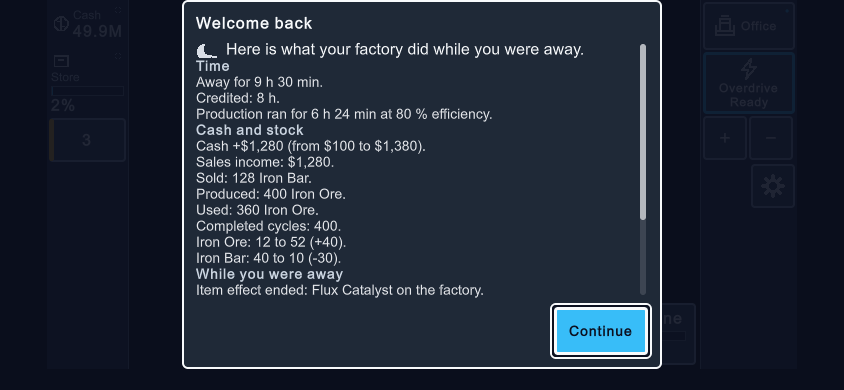 Welcome back
Here is what your factory did while you were away.
Time
Away for 9 h 30 min.
Credited: 8 h.
Production ran for 6 h 24 min at 80 % efficiency.
Cash and stock
Cash +$1,280 (from $100 to $1,380).
Sales income: $1,280.
Sold: 128 Iron Bar.
Produced: 400 Iron Ore.
Used: 360 Iron Ore.
Completed cycles: 400.
Iron Ore: 12 to 52 (+40).
Iron Bar: 40 to 10 (-30).
While you were away
Item effect ended: Flux Catalyst on the factory.
Continue
Cash
49.9M
Store
2%
3
Office
Overdrive
Ready
+
−